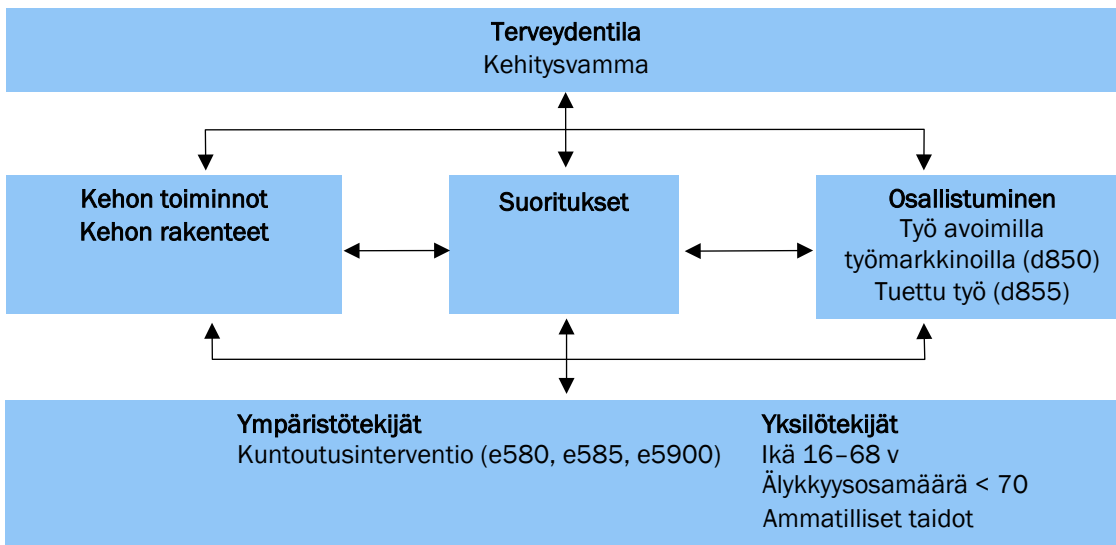 Terveydentila
Kehitysvamma
Kehon toiminnot
Kehon rakenteet
Suoritukset
Osallistuminen
Työ avoimilla
työmarkkinoilla (d850)
Tuettu työ (d855)
Ympäristötekijät
Kuntoutusinterventio (e580, e585, e5900)
Yksilötekijät
Ikä 16–68 v
Älykkyysosamäärä < 70
Ammatilliset taidot